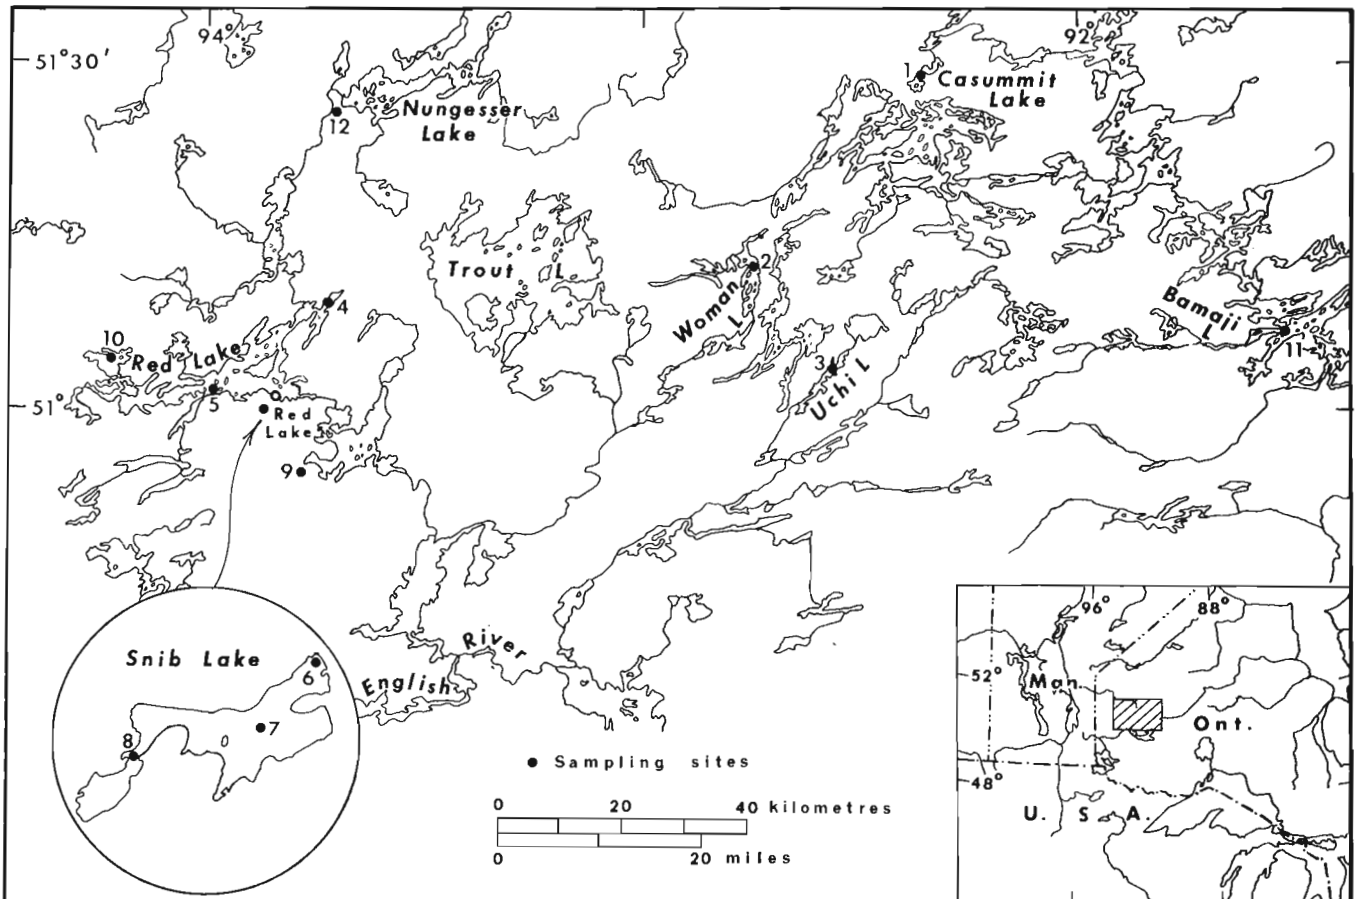 94°
92°
51°30′
1
Casummit
Lake
12
Nungesser
Lake
2
Trout L
Woman
L
4
Bamaji
L
10
Red Lake
11
3
Uchi L
5
51°
Red
Lake
9
Snib Lake
6
7
8
English River
96°
88°
52°
Man.
Ont.
48°
U. S. A.
Sampling sites
0 20 40 kilometres
0 20 miles